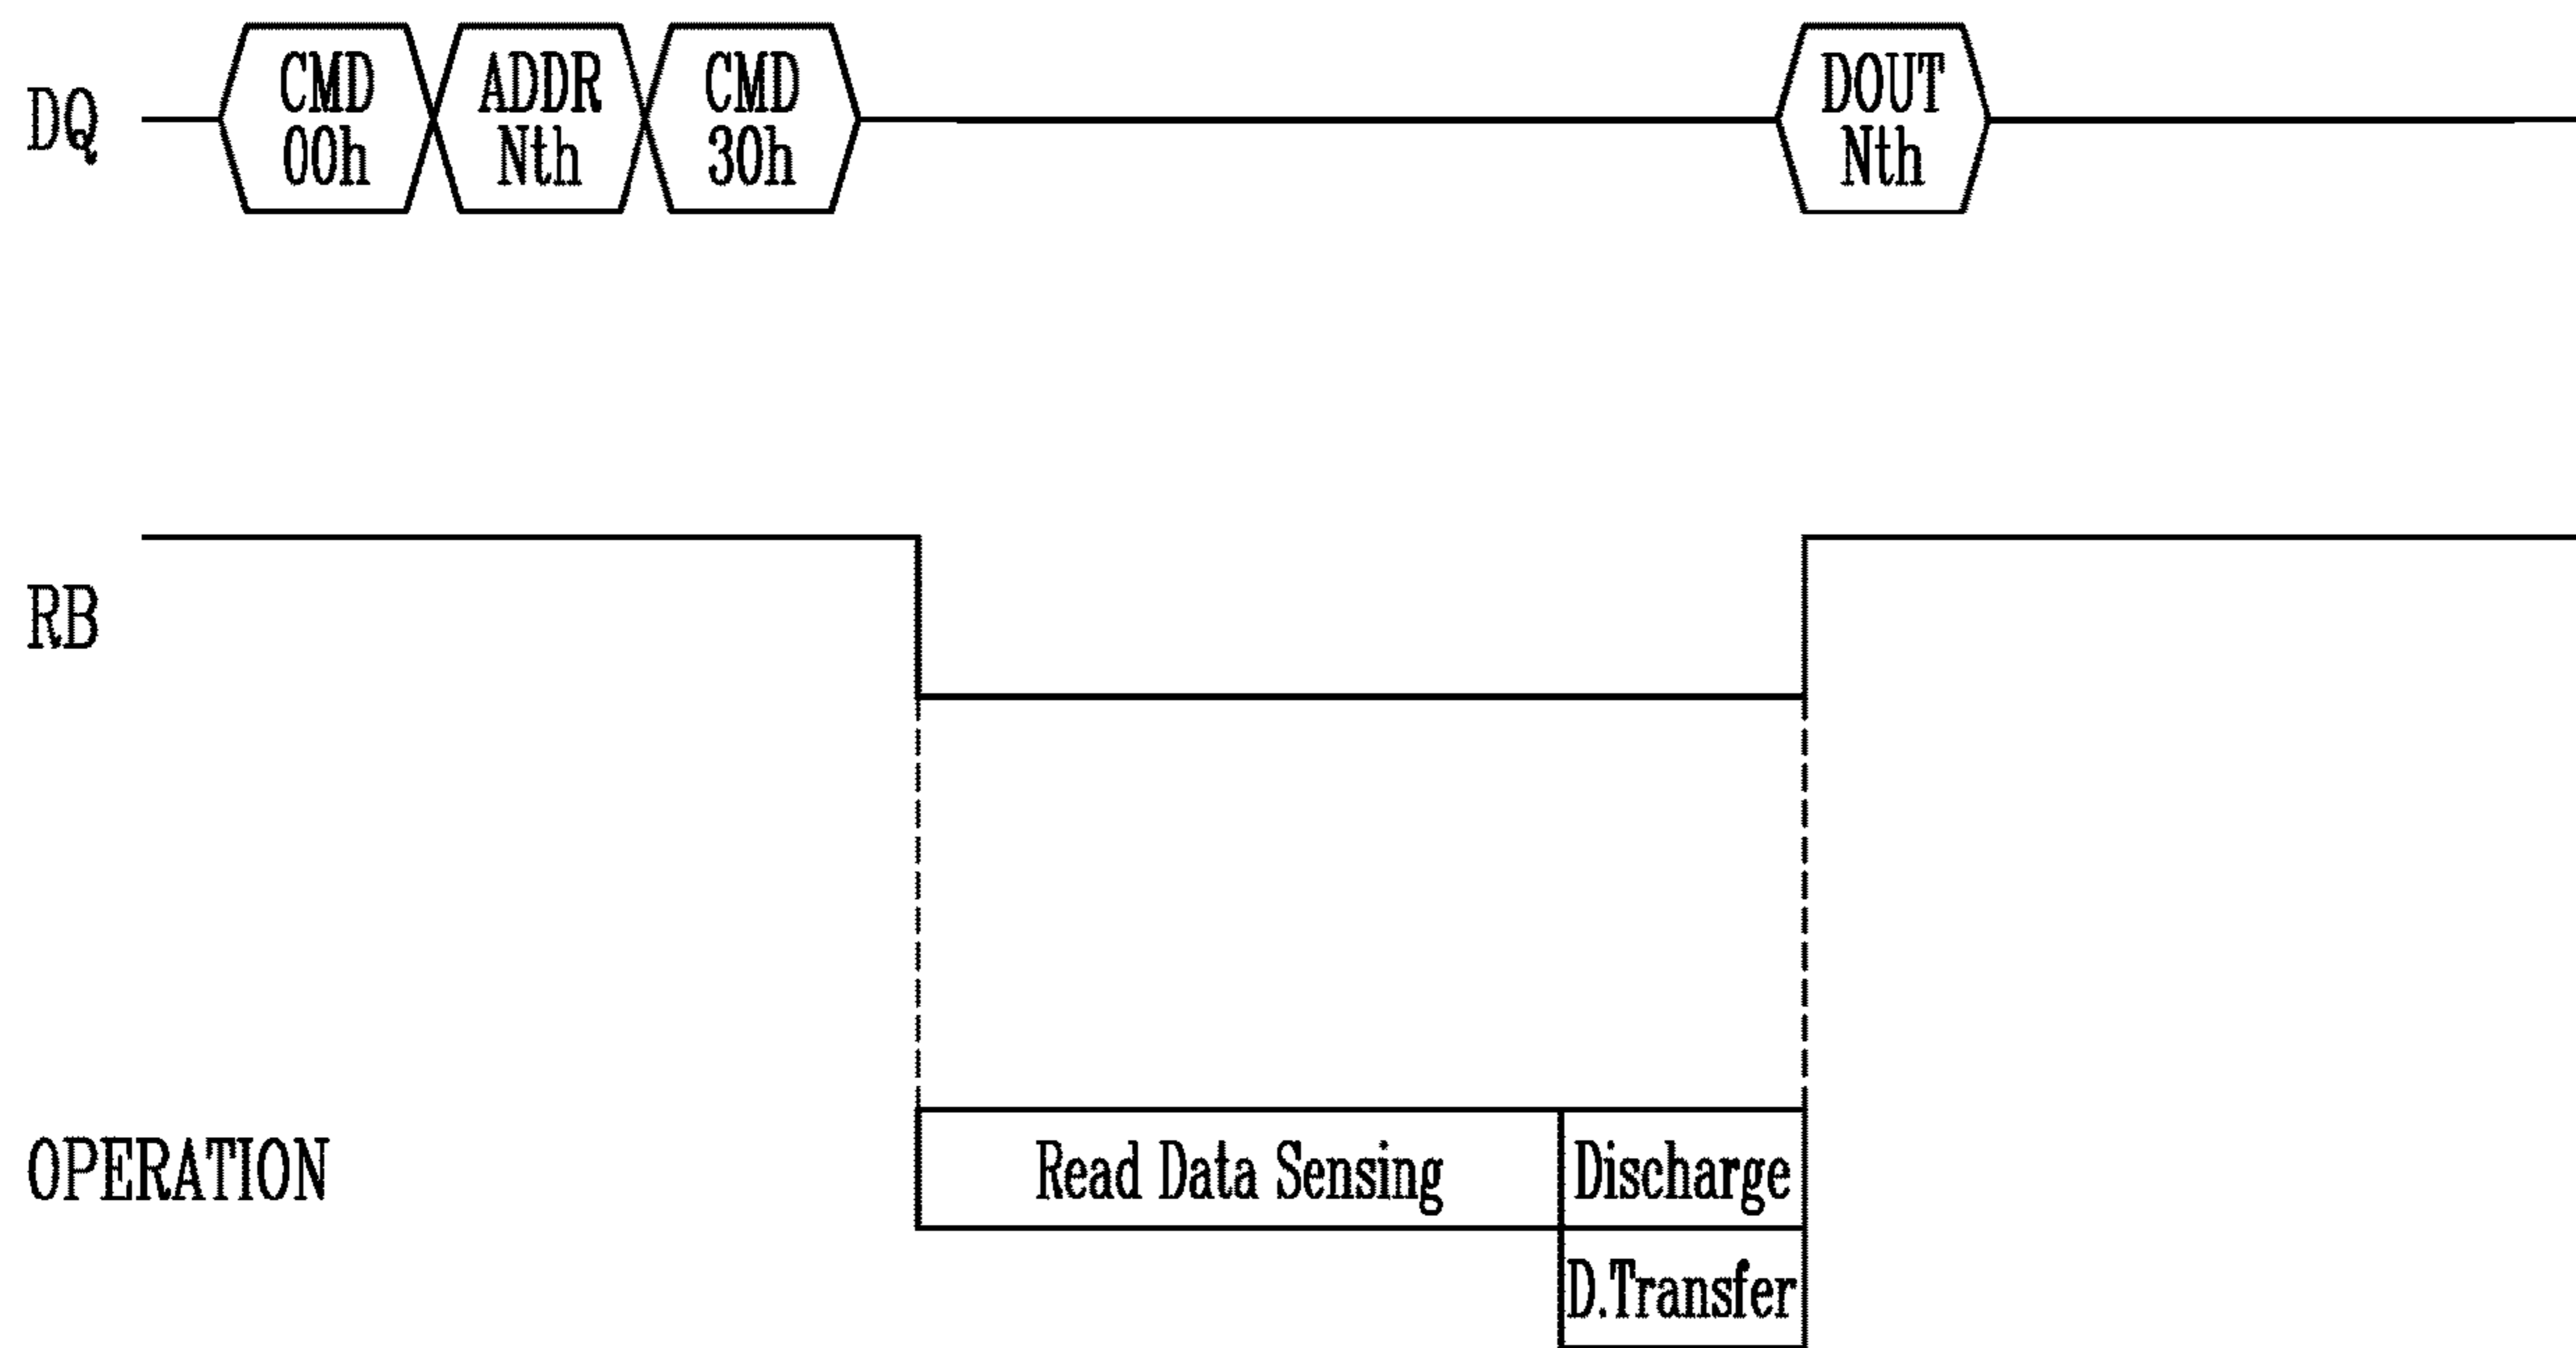 DQ
CMD
00h
ADDR
Nth
CMD
30h
DOUT
Nth
RB
OPERATION
Read Data Sensing
Discharge
D.Transfer